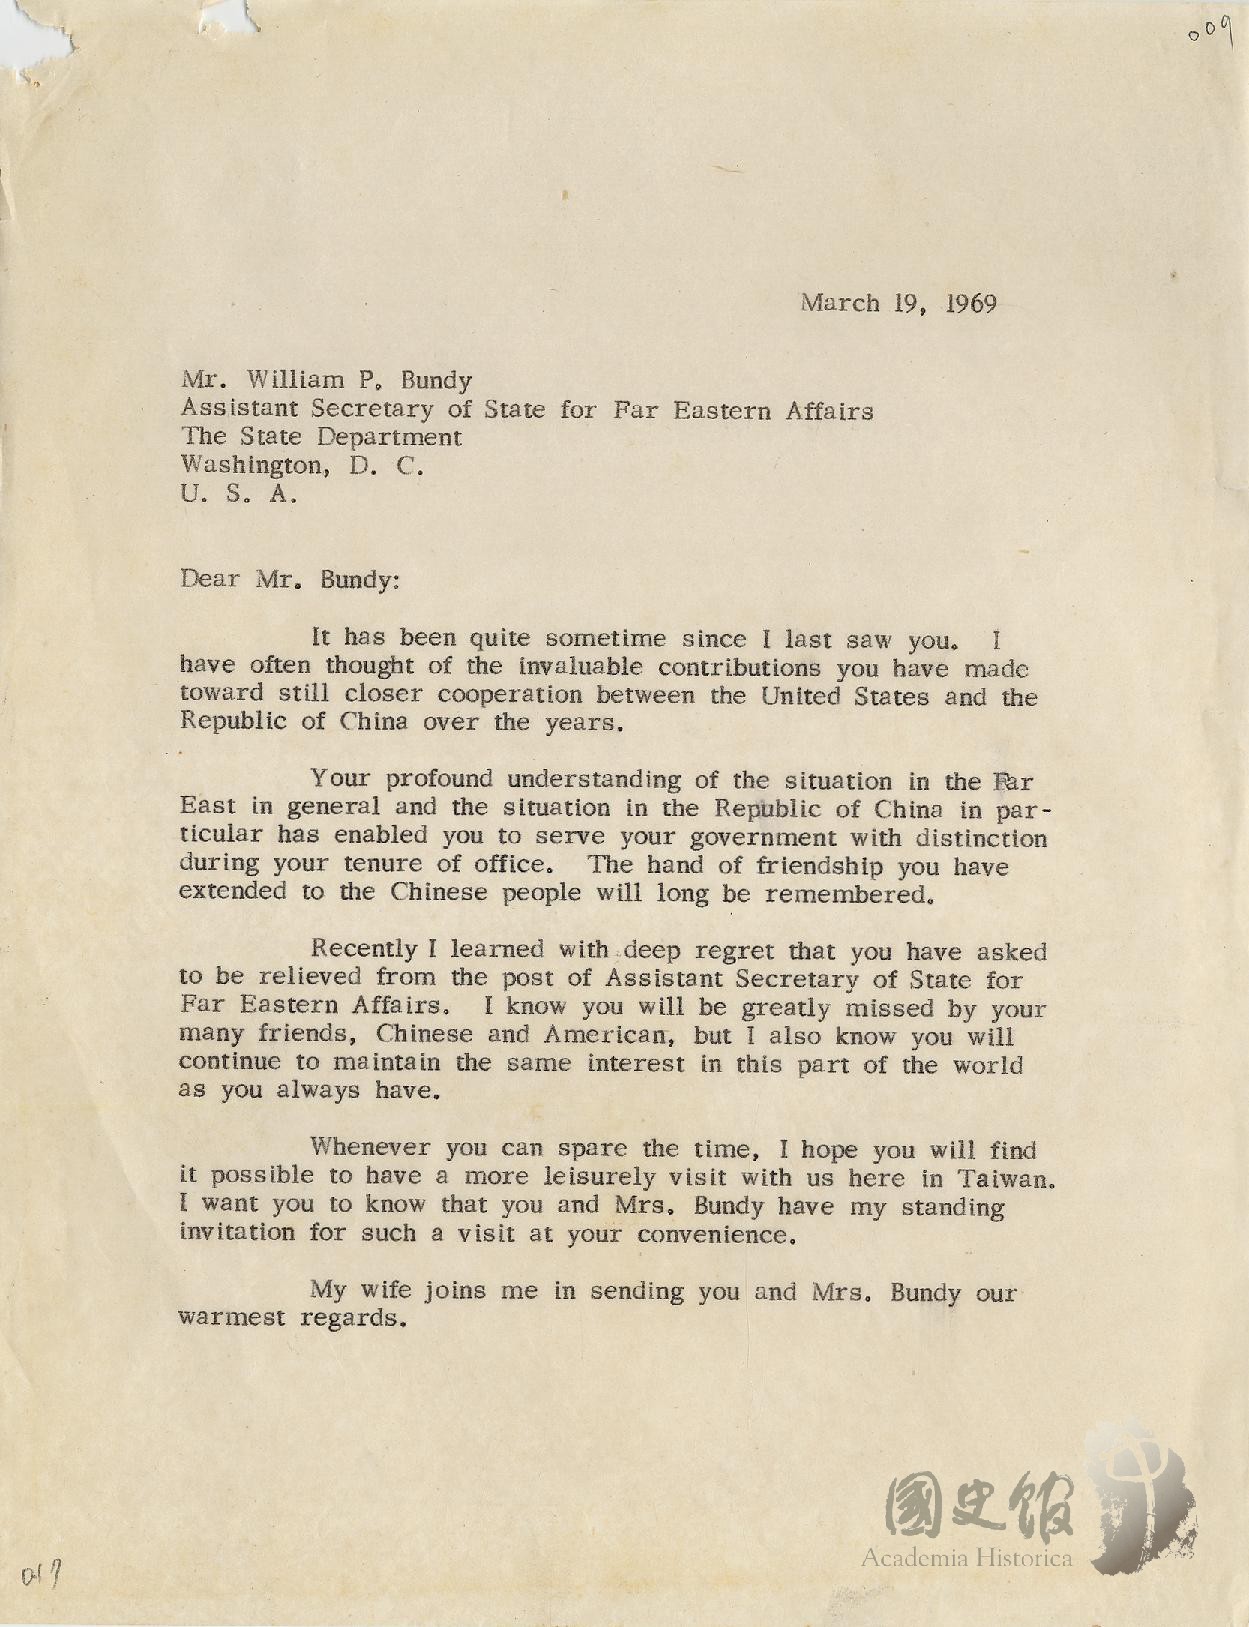 009
March 19, 1969
Mr. William P. Bundy
Assistant Secretary of State for Far Eastern Affairs
The State Department
Washington, D. C.
U. S. A.
Dear Mr. Bundy:
It has been quite sometime since I last saw you. I
have often thought of the invaluable contributions you have made
toward still closer cooperation between the United States and the
Republic of China over the years.
Your profound understanding of the situation in the Far
East in general and the situation in the Republic of China in par-
ticular has enabled you to serve your government with distinction
during your tenure of office. The hand of friendship you have
extended to the Chinese people will long be remembered.
Recently I learned with deep regret that you have asked
to be relieved from the post of Assistant Secretary of State for
Far Eastern Affairs. I know you will be greatly missed by your
many friends, Chinese and American, but I also know you will
continue to maintain the same interest in this part of the world
as you always have.
Whenever you can spare the time, I hope you will find
it possible to have a more leisurely visit with us here in Taiwan.
I want you to know that you and Mrs. Bundy have my standing
invitation for such a visit at your convenience.
My wife joins me in sending you and Mrs. Bundy our
warmest regards.
國史館
Academia Historica